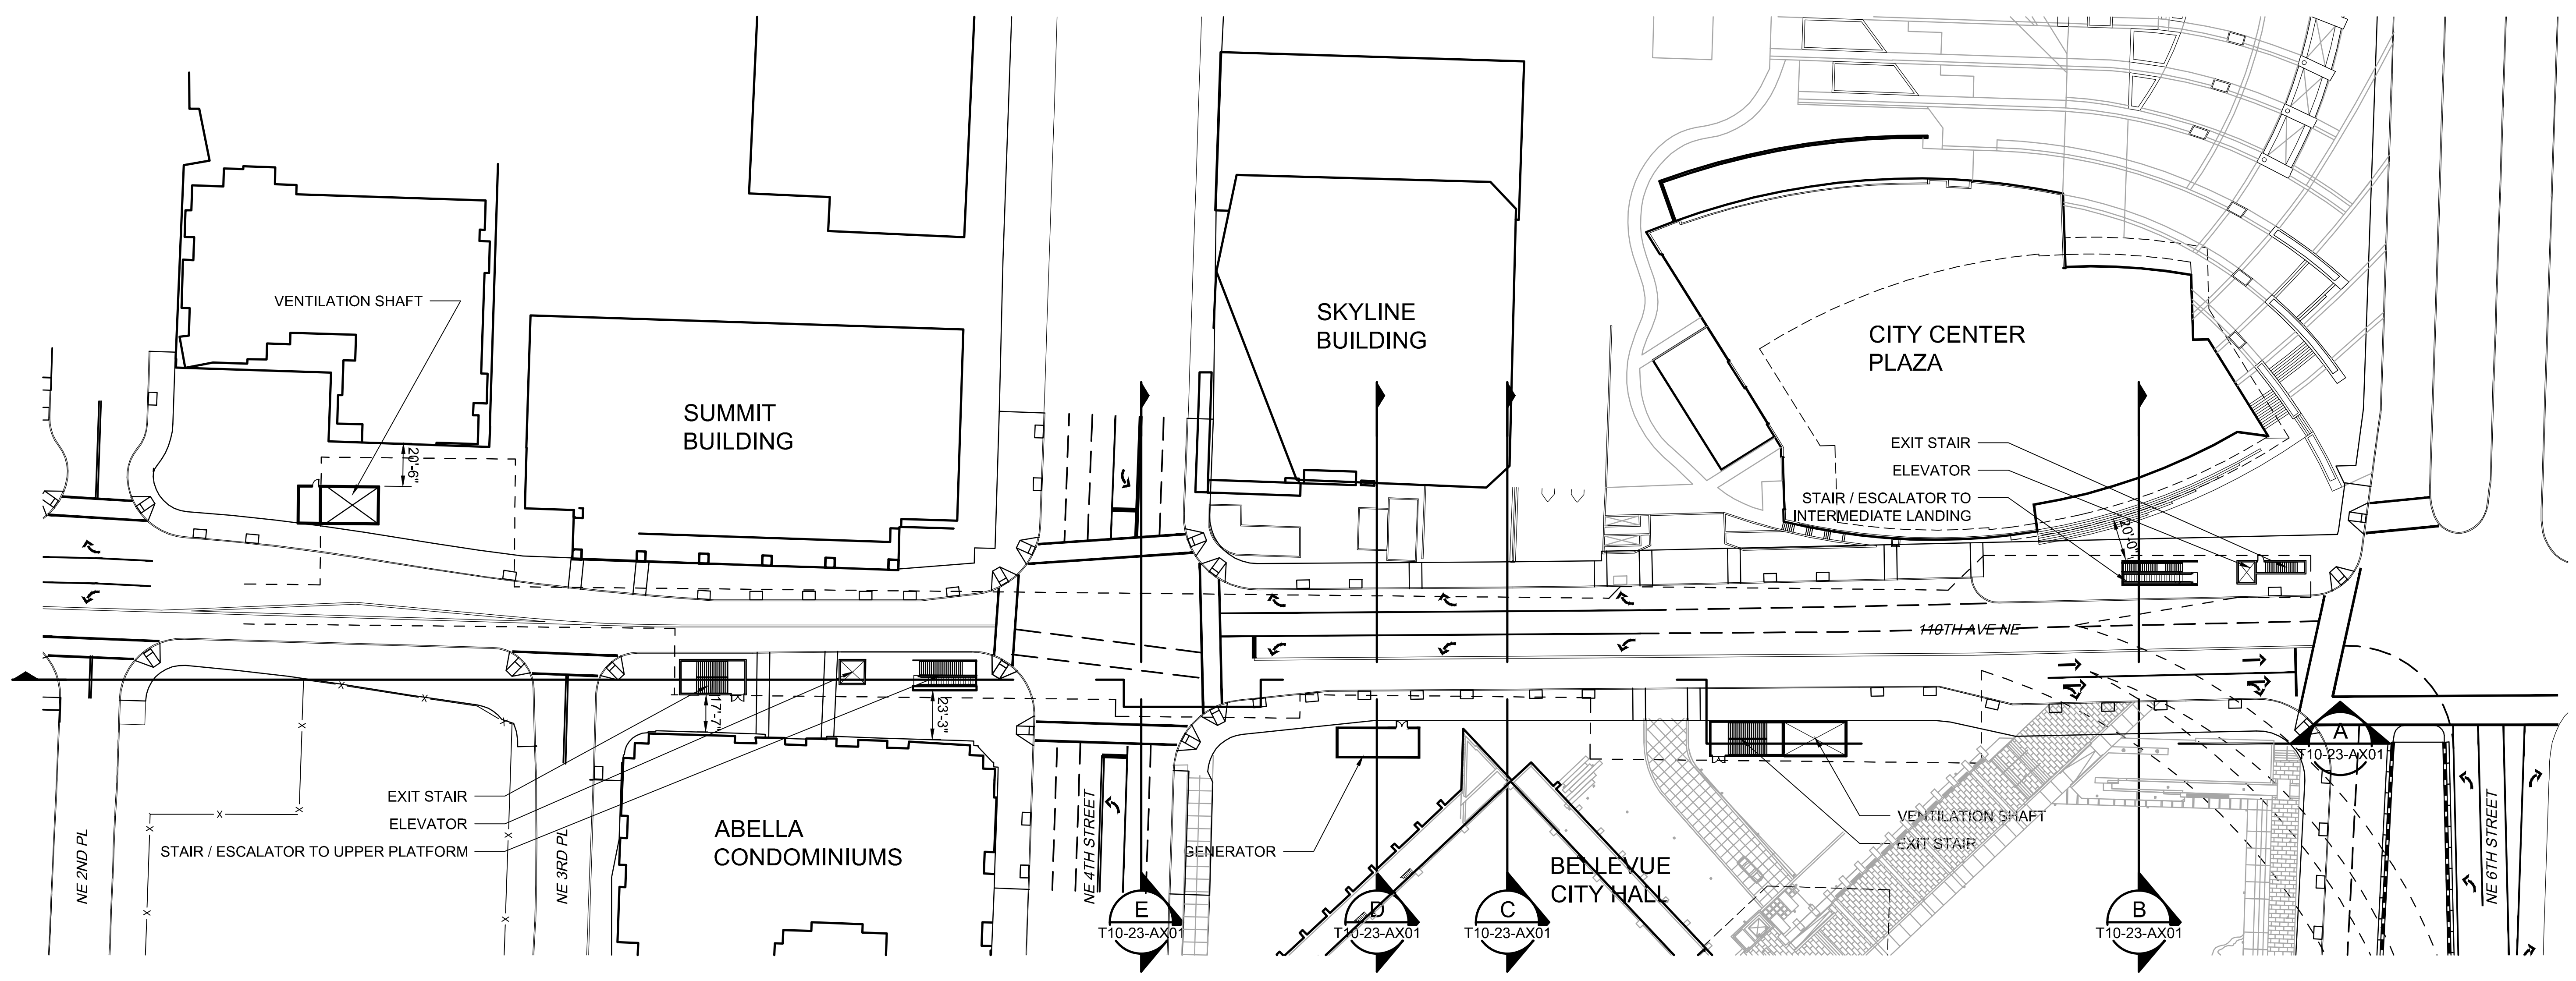 VENTILATION SHAFT
20'-6"
SUMMIT
BUILDING
SKYLINE
BUILDING
CITY CENTER
PLAZA
EXIT STAIR
ELEVATOR
STAIR / ESCALATOR TO
INTERMEDIATE LANDING
20'-0"
110TH AVE NE
17'-7"
23'-3"
EXIT STAIR
ELEVATOR
STAIR / ESCALATOR TO UPPER PLATFORM
ABELLA
CONDOMINIUMS
NE 2ND PL
NE 3RD PL
NE 4TH STREET
NE 6TH STREET
GENERATOR
BELLEVUE
CITY HALL
VENTILATION SHAFT
EXIT STAIR
A
T10-23-AX01
E
T10-23-AX01
D
T10-23-AX01
C
T10-23-AX01
B
T10-23-AX01
X
X
X
X
X
X
X
X
X
X
X